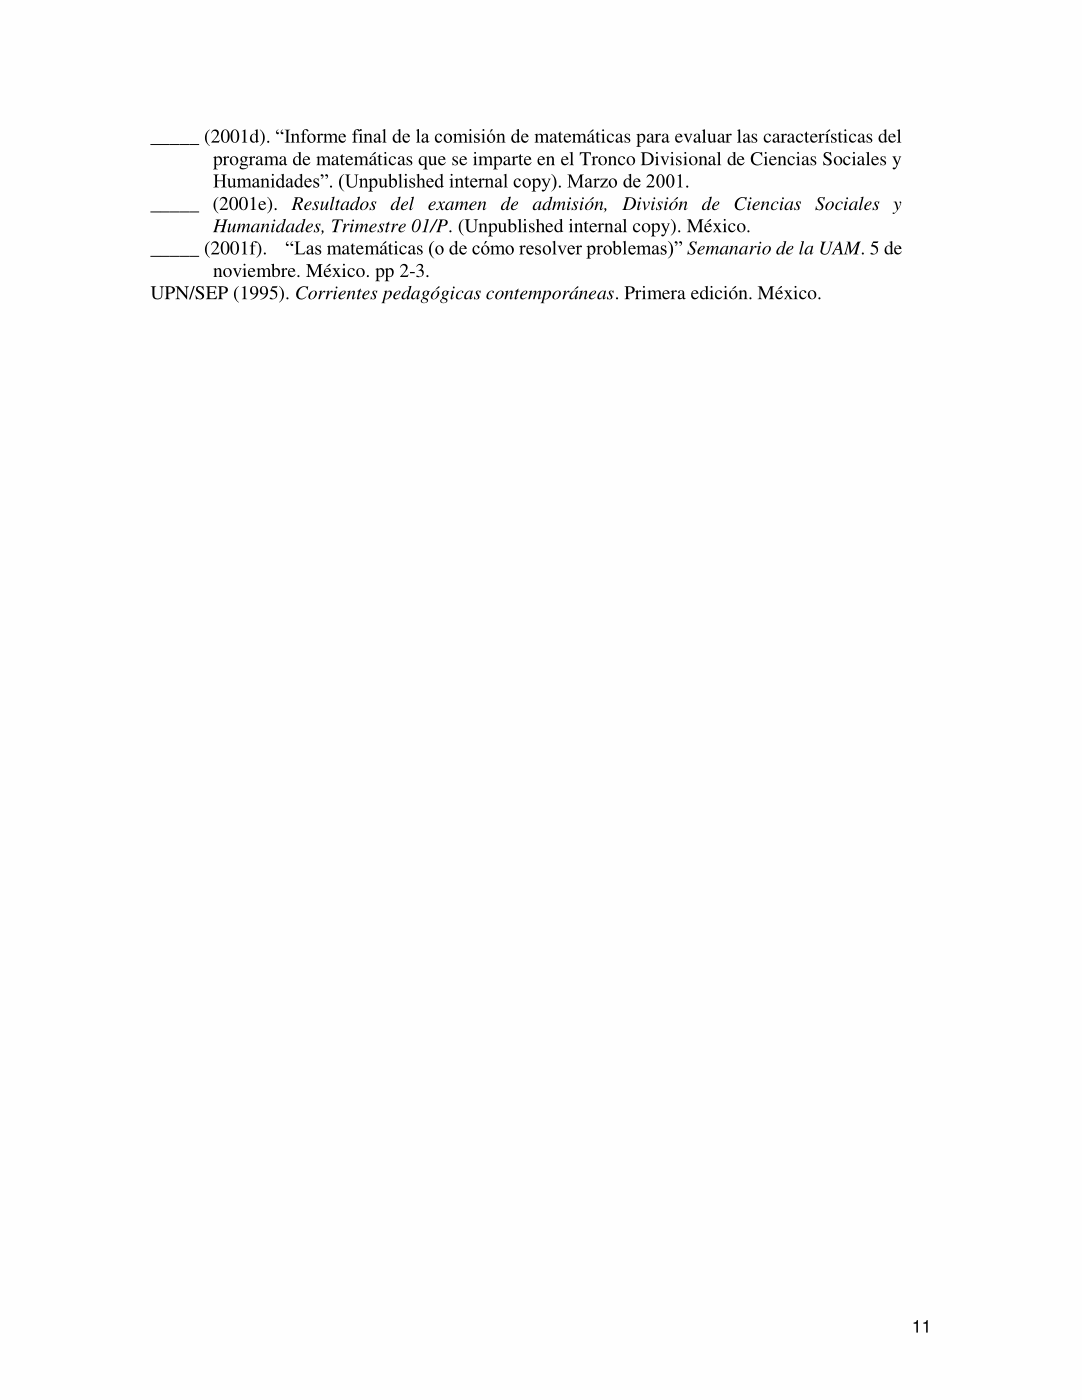 _____ (2001d). “Informe final de la comisión de matemáticas para evaluar las características del
programa de matemáticas que se imparte en el Tronco Divisional de Ciencias Sociales y
Humanidades”. (Unpublished internal copy). Marzo de 2001.
_____ (2001e). Resultados del examen de admisión, División de Ciencias Sociales y
Humanidades, Trimestre 01/P. (Unpublished internal copy). México.
_____ (2001f). “Las matemáticas (o de cómo resolver problemas)” Semanario de la UAM. 5 de
noviembre. México. pp 2-3.
UPN/SEP (1995). Corrientes pedagógicas contemporáneas. Primera edición. México.
11